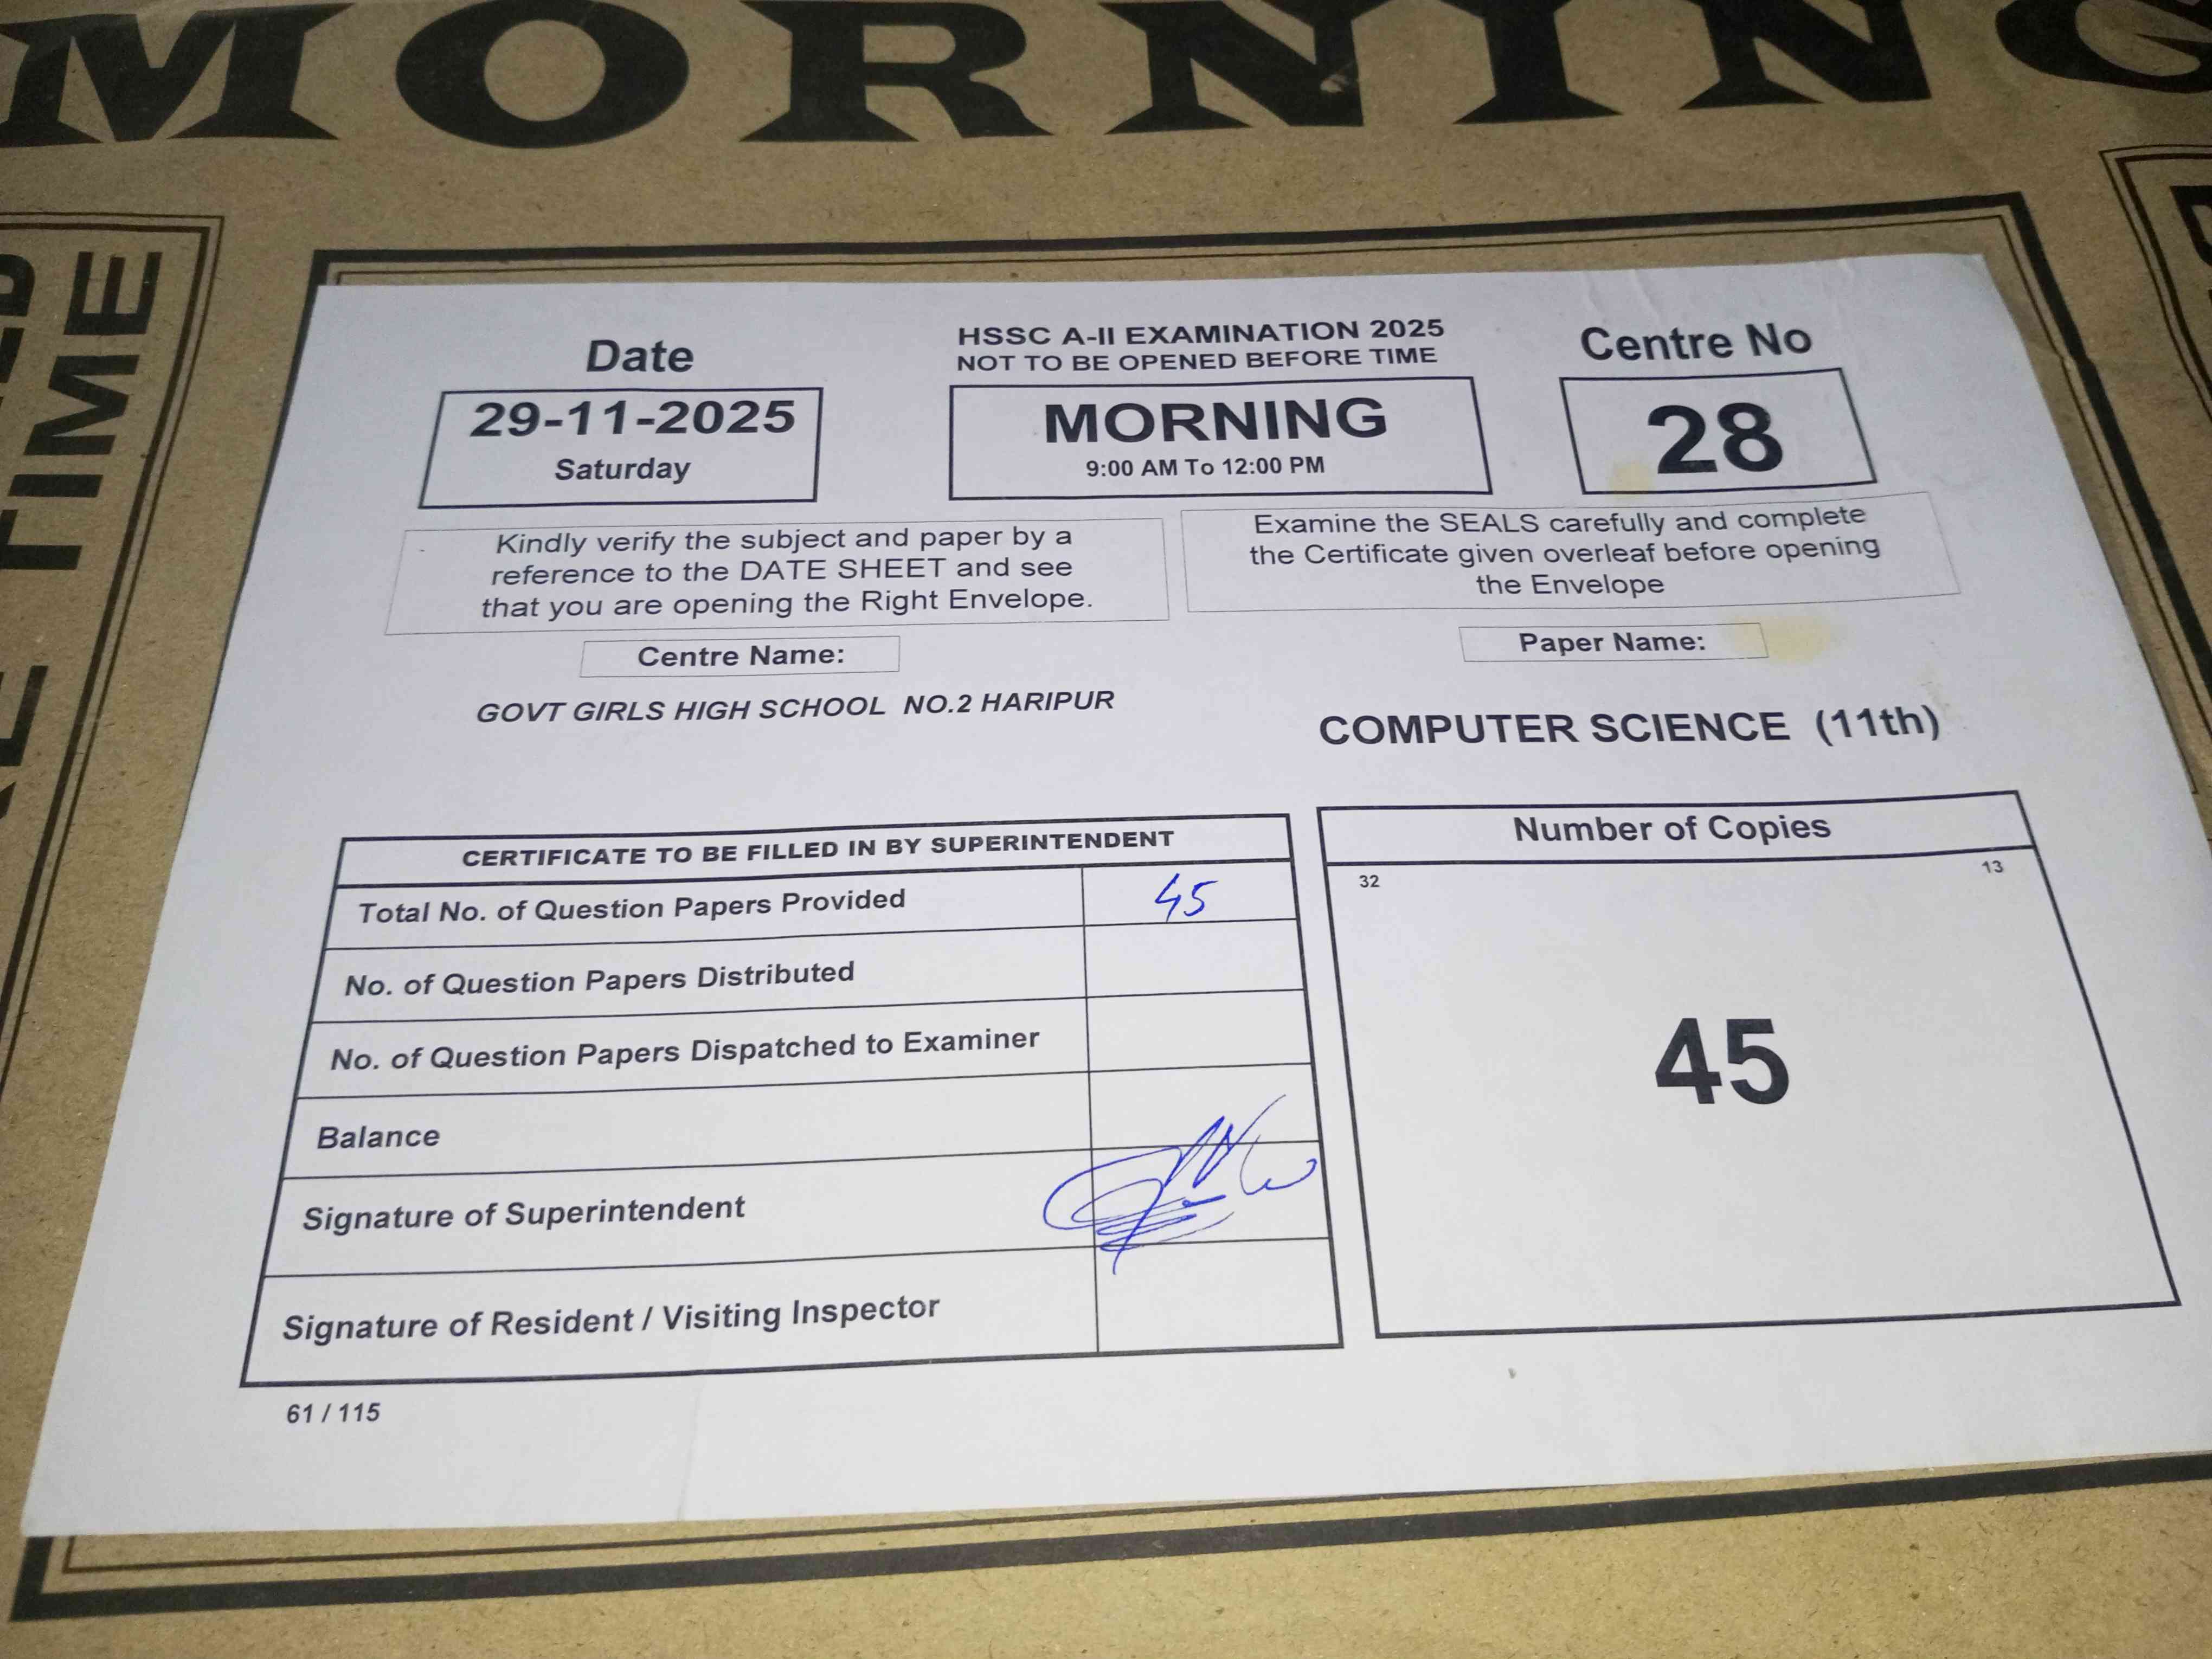 MORNING
TIME
Date
29-11-2025
Saturday
HSSC A-II EXAMINATION 2025
NOT TO BE OPENED BEFORE TIME
MORNING
9:00 AM To 12:00 PM
Centre No
28
Kindly verify the subject and paper by a
reference to the DATE SHEET and see
that you are opening the Right Envelope.
Examine the SEALS carefully and complete
the Certificate given overleaf before opening
the Envelope
Centre Name:
GOVT GIRLS HIGH SCHOOL NO.2 HARIPUR
Paper Name:
COMPUTER SCIENCE (11th)
CERTIFICATE TO BE FILLED IN BY SUPERINTENDENT
Total No. of Question Papers Provided 45
No. of Question Papers Distributed
No. of Question Papers Dispatched to Examiner
Balance
Signature of Superintendent
Signature of Resident / Visiting Inspector
61 / 115
Number of Copies
32 13
45